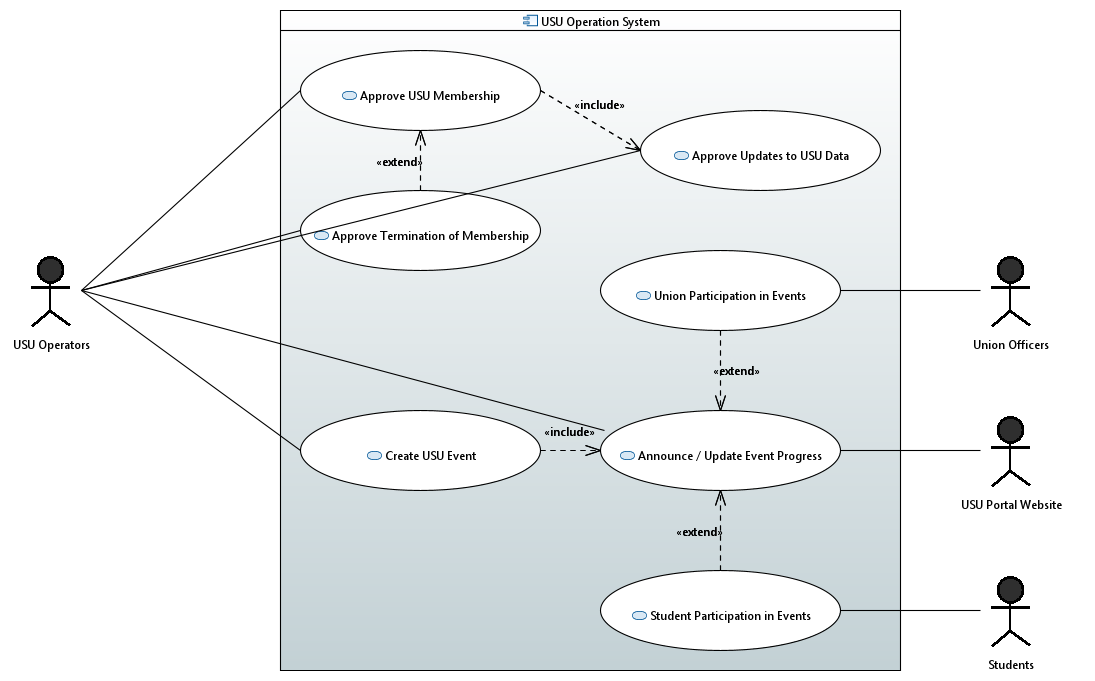 USU Operation System
Approve USU Membership
«include»
Approve Updates to USU Data
«extend»
Approve Termination of Membership
Union Participation in Events
USU Operators
Union Officers
«extend»
«include»
Create USU Event
Announce / Update Event Progress
USU Portal Website
«extend»
Student Participation in Events
Students